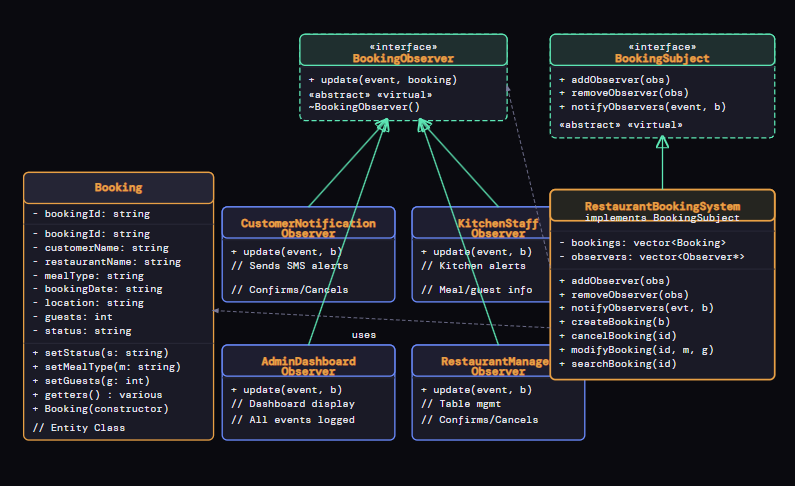 «interface»
BookingObserver
+ update(event, booking)
«abstract» «virtual»
~BookingObserver()
«interface»
BookingSubject
+ addObserver(obs)
+ removeObserver(obs)
+ notifyObservers(event, b)
«abstract» «virtual»
Booking
- bookingId: string
- bookingId: string
- customerName: string
- restaurantName: string
- mealType: string
- bookingDate: string
- location: string
- guests: int
- status: string
+ setStatus(s: string)
+ setMealType(m: string)
+ setGuests(g: int)
+ getters() : various
+ Booking(constructor)
// Entity Class
CustomerNotification
Observer
+ update(event, b)
// Sends SMS alerts
// Confirms/Cancels
KitchenStaff
Observer
+ update(event, b)
// Kitchen alerts
// Meal/guest info
RestaurantBookingSystem
implements BookingSubject
- bookings: vector<Booking>
- observers: vector<Observer*>
+ addObserver(obs)
+ removeObserver(obs)
+ notifyObservers(evt, b)
+ createBooking(b)
+ cancelBooking(id)
+ modifyBooking(id, m, g)
+ searchBooking(id)
uses
AdminDashboard
Observer
+ update(event, b)
// Dashboard display
// All events logged
RestaurantManage
Observer
+ update(event, b)
// Table mgmt
// Confirms/Cancels